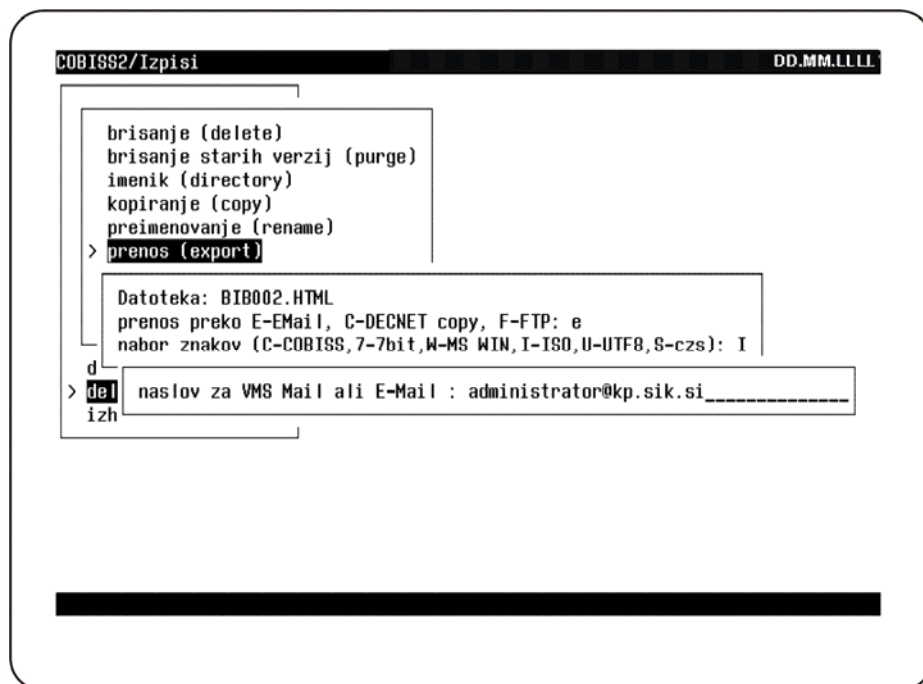 COBISS2/Izpisi DD.MM.LLLL
brisanje (delete)
brisanje starih verzij (purge)
imenik (directory)
kopiranje (copy)
preimenovanje (rename)
> prenos (export)
Datoteka: BIB002.HTML
prenos preko E-EMail, C-DECNET copy, F-FTP: e
nabor znakov (C-COBISS,7-7bit,W-MS WIN,I-ISO,U-UTF8,S-czs): I
d
> del
naslov za VMS Mail ali E-Mail : administrator@kp.sik.si______________
izh